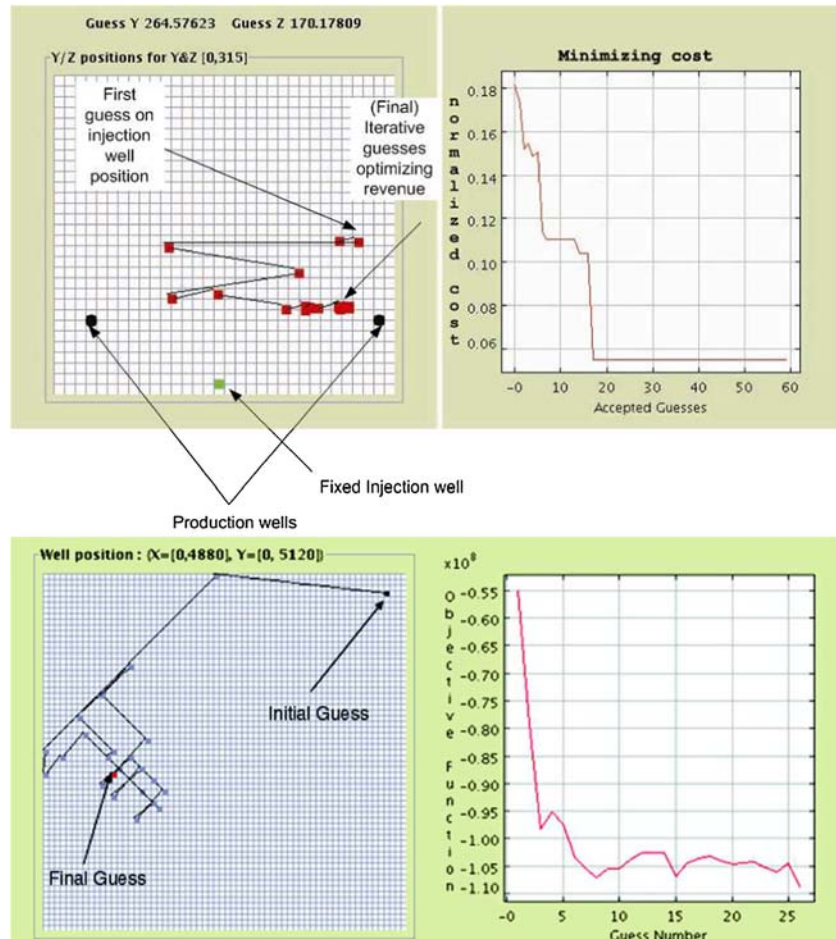 Guess Y 264.57623 Guess Z 170.17809
Y/Z positions for Y&Z [0,315]
First
guess on
injection
well
position
(Final)
Iterative
guesses
optimizing
revenue
Minimizing cost
normalized cost
0.18
0.16
0.14
0.12
0.10
0.08
0.06
-0 10 20 30 40 50 60
Accepted Guesses
Fixed Injection well
Production wells
Well position : (X=[0,4880], Y=[0, 5120])
Initial Guess
Final Guess
x10⁸
Objective Function
-0.55
-0.60
-0.65
-0.70
-0.75
-0.80
-0.85
-0.90
-0.95
-1.00
-1.05
-1.10
-0 5 10 15 20 25
Guess Number